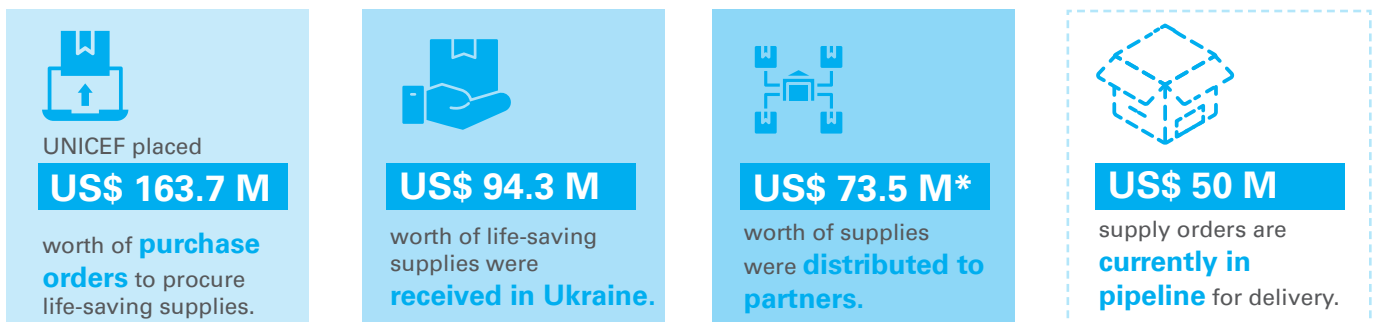 UNICEF placed
US$ 163.7 M
worth of purchase
orders to procure
life-saving supplies.
US$ 94.3 M
worth of life-saving
supplies were
received in Ukraine.
US$ 73.5 M*
worth of supplies
were distributed to
partners.
US$ 50 M
supply orders are
currently in
pipeline for delivery.